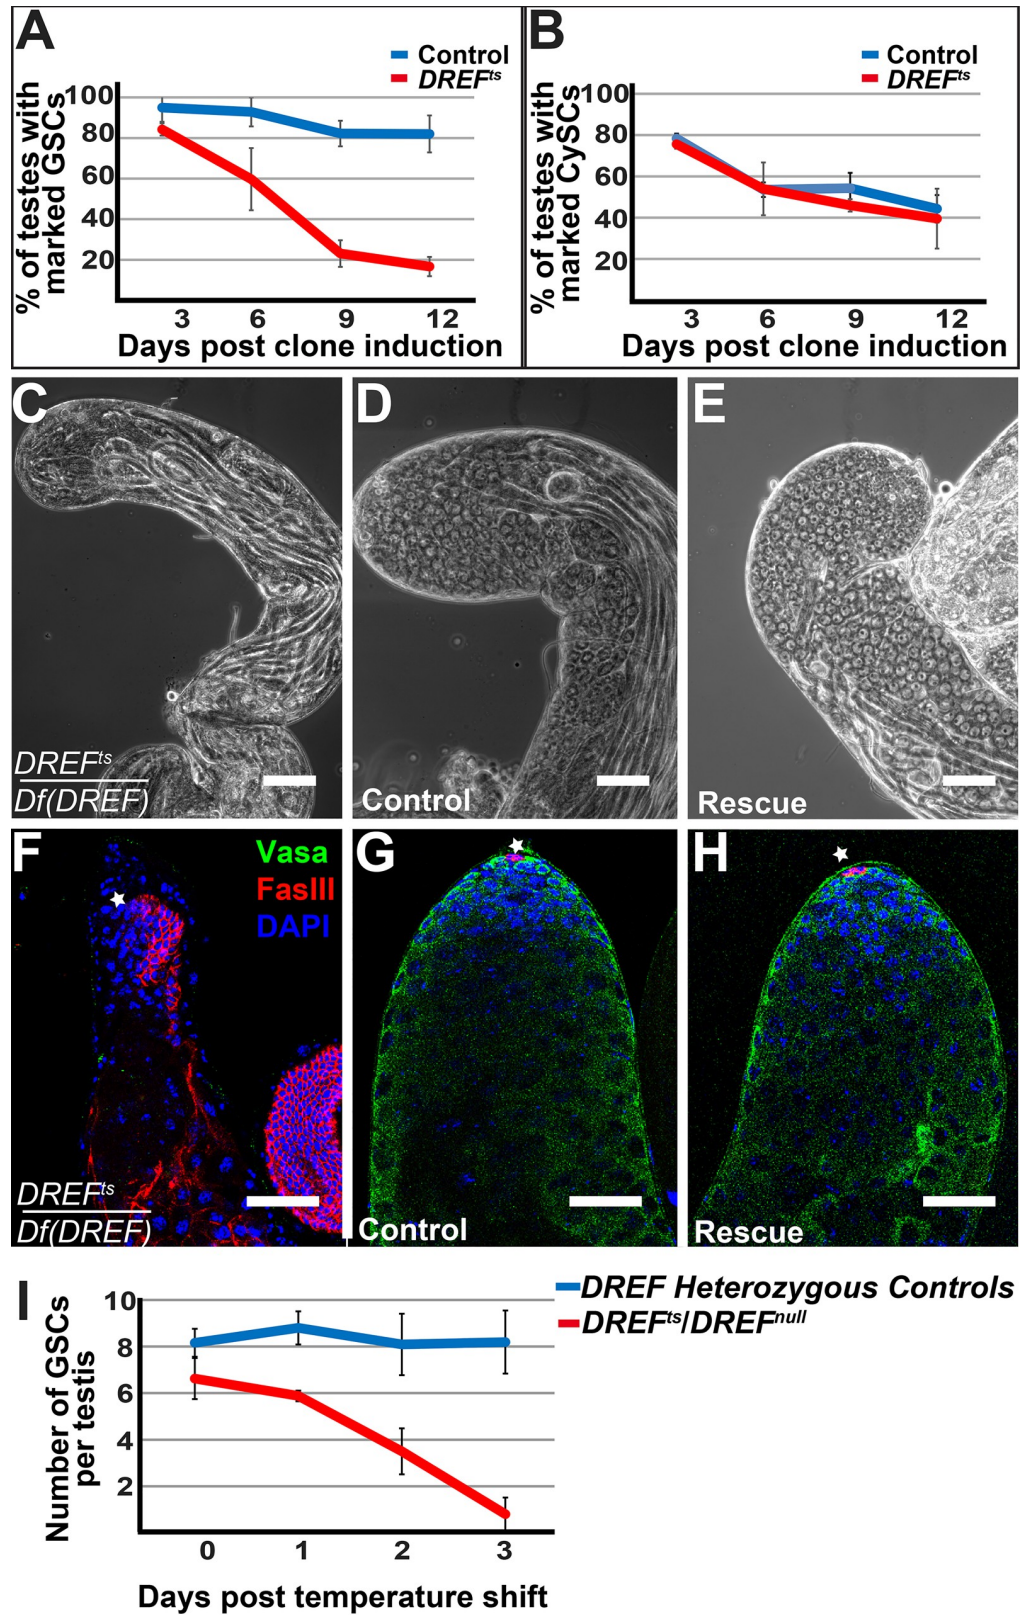 A
Control
DREFts
% of testes with
marked GSCs
100
80
60
40
20
3 6 9 12
Days post clone induction
B
Control
DREFts
% of testes with
marked CySCs
100
80
60
40
20
3 6 9 12
Days post clone induction
C
DREFts
Df(DREF)
D
Control
E
Rescue
F
Vasa
FasIII
DAPI
DREFts
Df(DREF)
G
Control
H
Rescue
I
DREF Heterozygous Controls
DREFts/DREFnull
Number of GSCs
per testis
10
8
6
4
2
0 1 2 3
Days post temperature shift